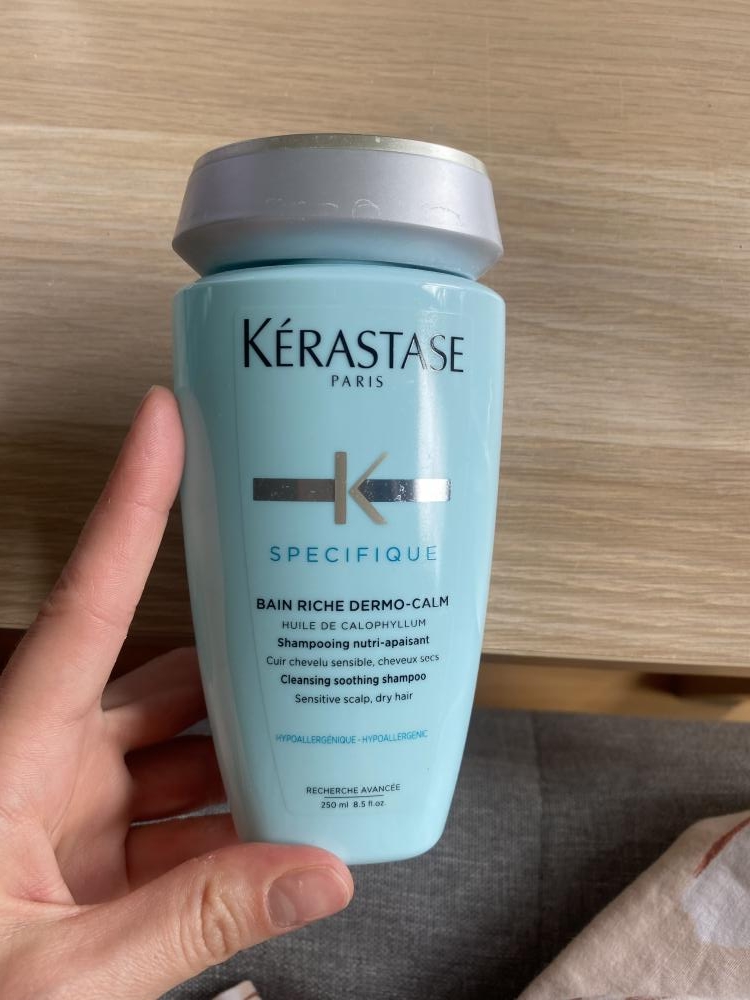 KÉRASTASE
PARIS
K
SPECIFIQUE
BAIN RICHE DERMO-CALM
HUILE DE CALOPHYLLUM
Shampooing nutri-apaisant
Cuir chevelu sensible, cheveux secs
Cleansing soothing shampoo
Sensitive scalp, dry hair
HYPOALLERGÉNIQUE - HYPOALLERGENIC
RECHERCHE AVANCÉE
250 ml 8.5 fl.oz.